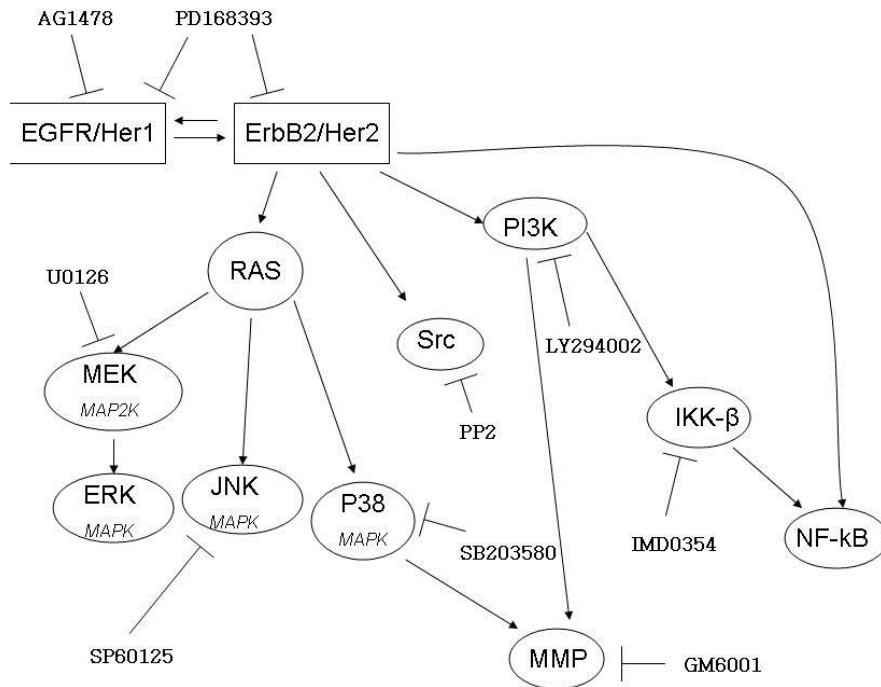 AG1478
PD168393
EGFR/Her1
ErbB2/Her2
PI3K
RAS
U0126
Src
LY294002
MEK
MAP2K
PP2
IKK-β
ERK
MAPK
JNK
MAPK
P38
MAPK
SB203580
IMD0354
NF-kB
SP60125
MMP
GM6001